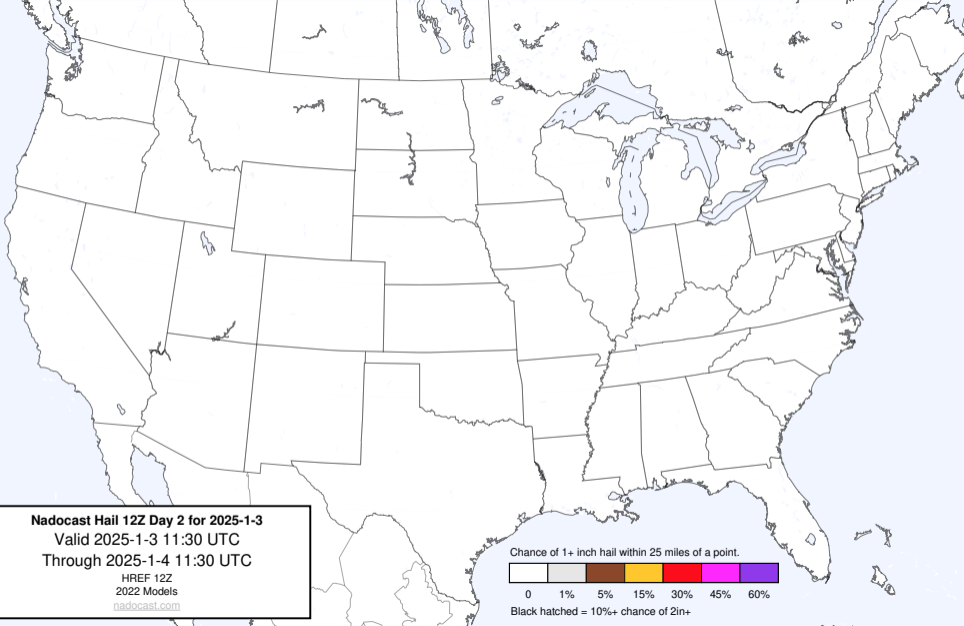 Nadocast Hail 12Z Day 2 for 2025-1-3
Valid 2025-1-3 11:30 UTC
Through 2025-1-4 11:30 UTC
HREF 12Z
2022 Models
nadocast.com
Chance of 1+ inch hail within 25 miles of a point.
0 1% 5% 15% 30% 45% 60%
Black hatched = 10%+ chance of 2in+